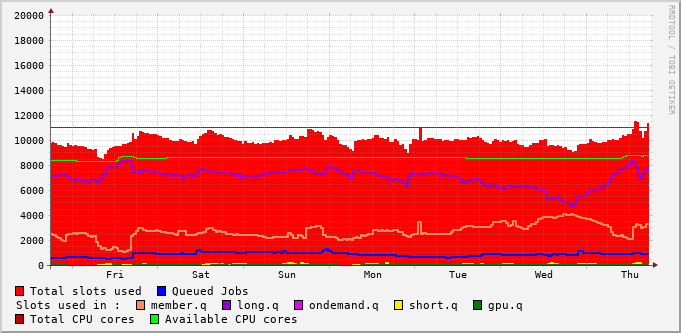 20000
18000
16000
14000
12000
10000
8000
6000
4000
2000
0
Fri Sat Sun Mon Tue Wed Thu
Total slots used Queued Jobs
Slots used in : member.q long.q ondemand.q short.q gpu.q
Total CPU cores Available CPU cores
RRDTOOL / TOBI OETIKER